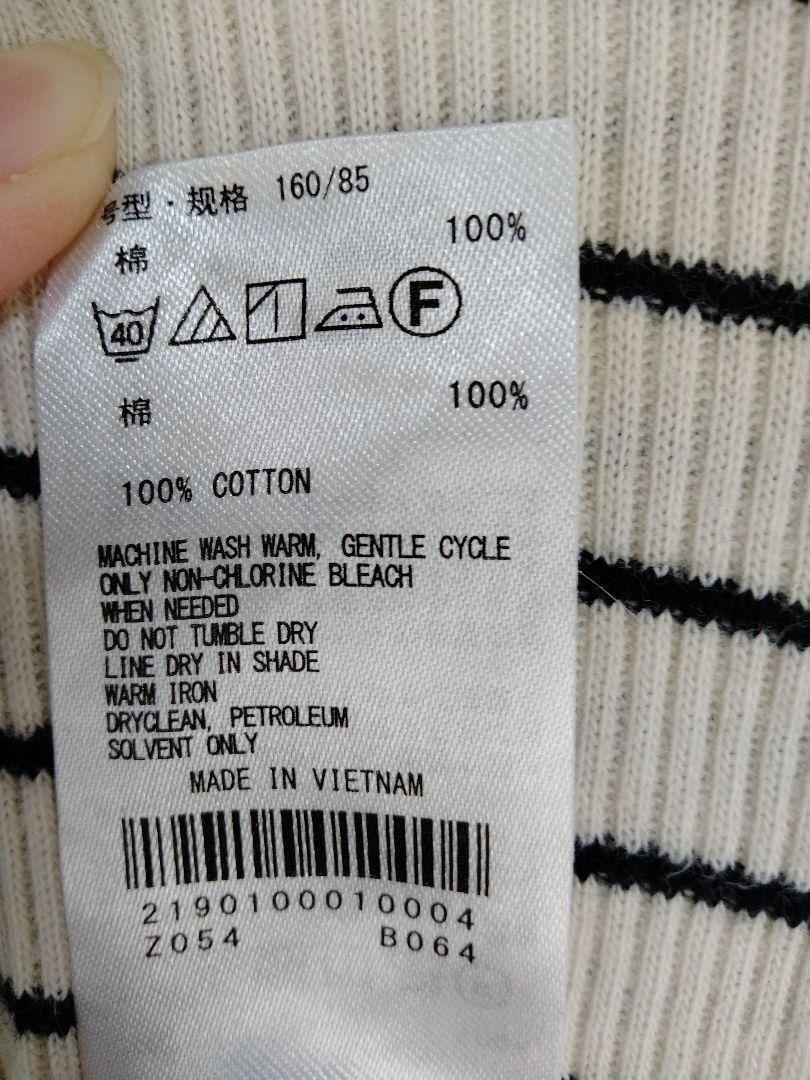 号型・规格 160/85
棉 100%
40 F
棉 100%
100% COTTON
MACHINE WASH WARM, GENTLE CYCLE
ONLY NON-CHLORINE BLEACH
WHEN NEEDED
DO NOT TUMBLE DRY
LINE DRY IN SHADE
WARM IRON
DRYCLEAN, PETROLEUM
SOLVENT ONLY
MADE IN VIETNAM
2190100010004
Z054 B064